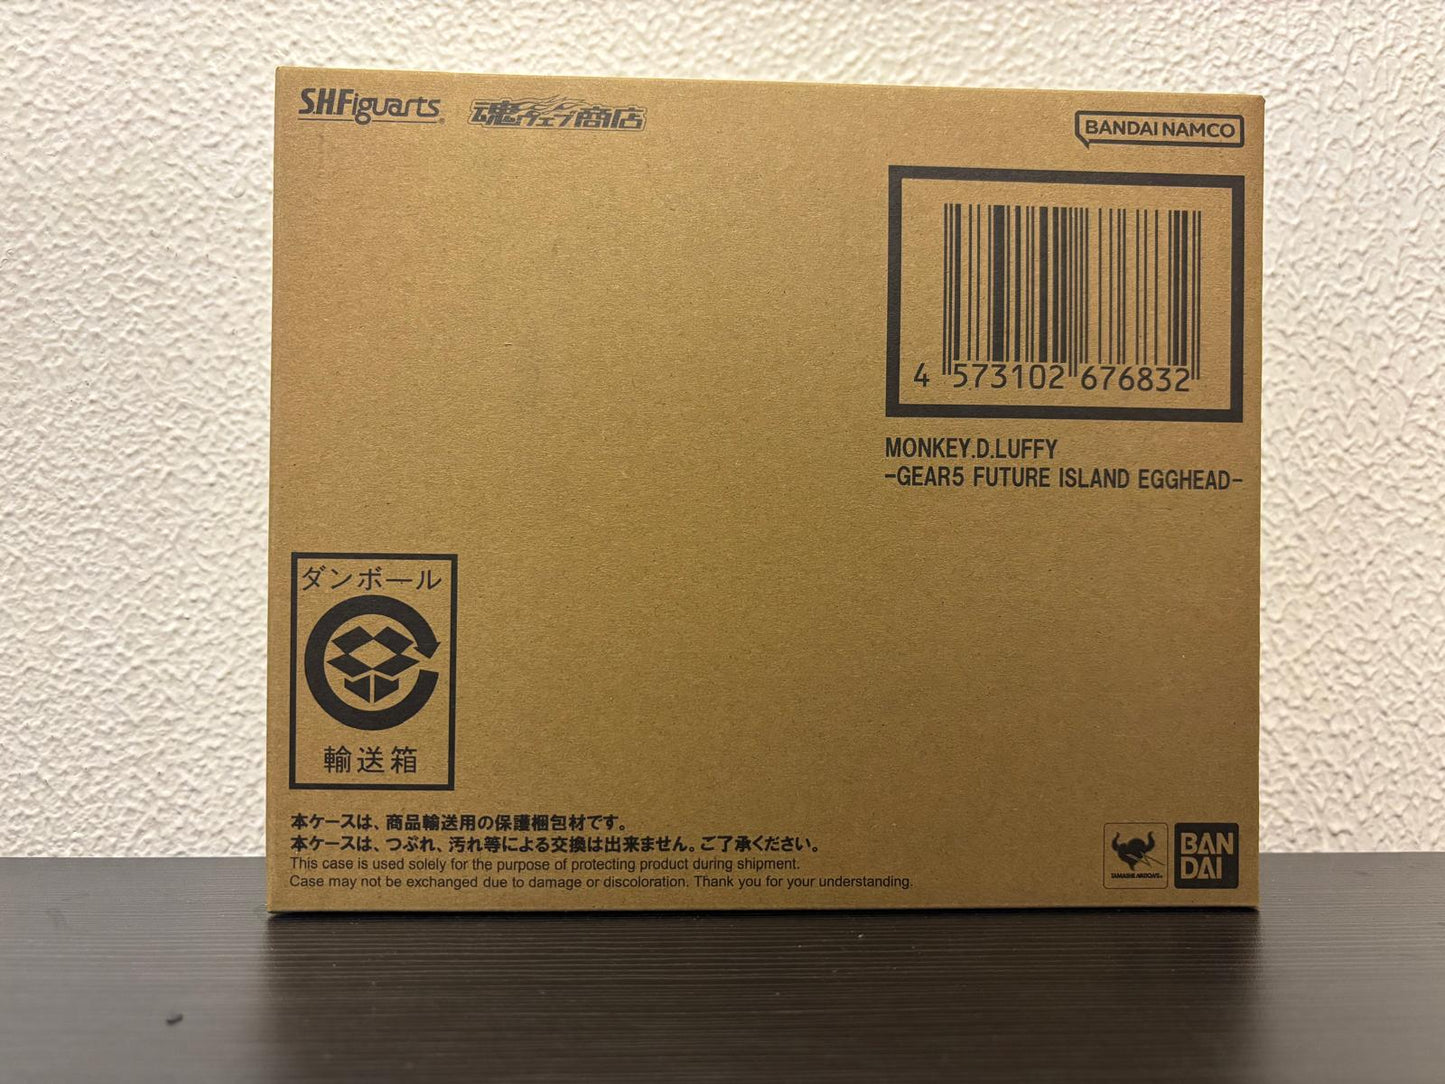 S.H.Figuarts
魂ウェブ商店
BANDAI NAMCO
4 573102 676832
MONKEY.D.LUFFY
-GEAR5 FUTURE ISLAND EGGHEAD-
ダンボール
輸送箱
本ケースは、商品輸送用の保護梱包材です。
本ケースは、つぶれ、汚れ等による交換は出来ません。ご了承ください。
This case is used solely for the purpose of protecting product during shipment.
Case may not be exchanged due to damage or discoloration. Thank you for your understanding.
TAMASHII NATIONS
BAN
DAI